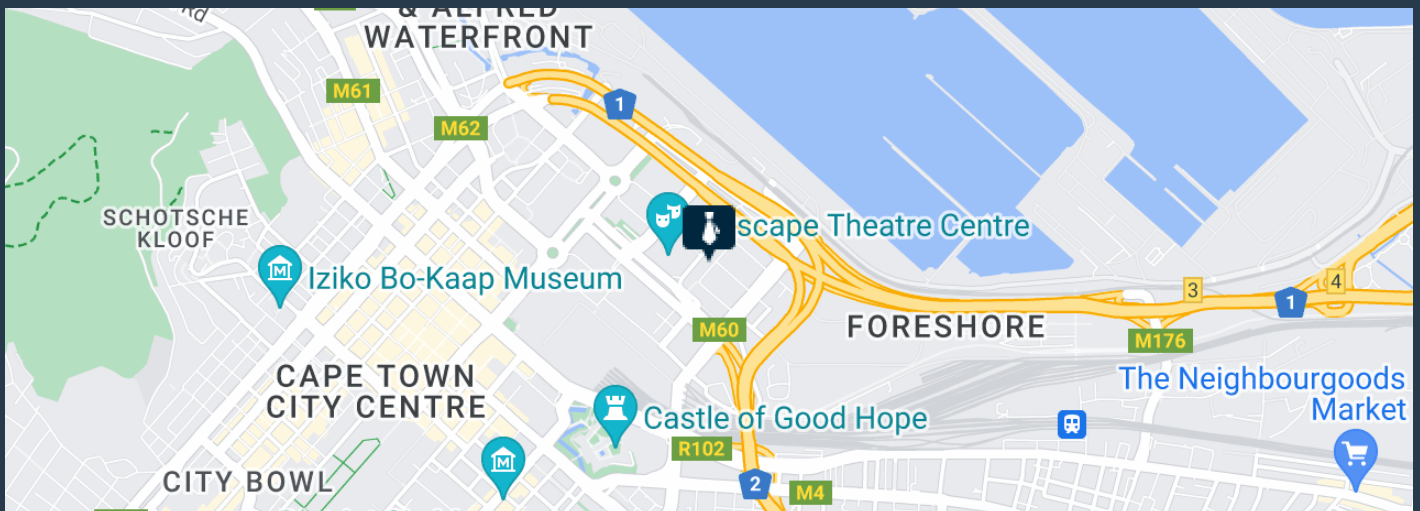 Rd
& ALFRED
WATERFRONT
M61
1
M62
SCHOTSCHE
KLOOF
scape Theatre Centre
Iziko Bo-Kaap Museum
3
4
1
M60
FORESHORE
M176
CAPE TOWN
CITY CENTRE
The Neighbourgoods
Market
Castle of Good Hope
R102
CITY BOWL
2
M4